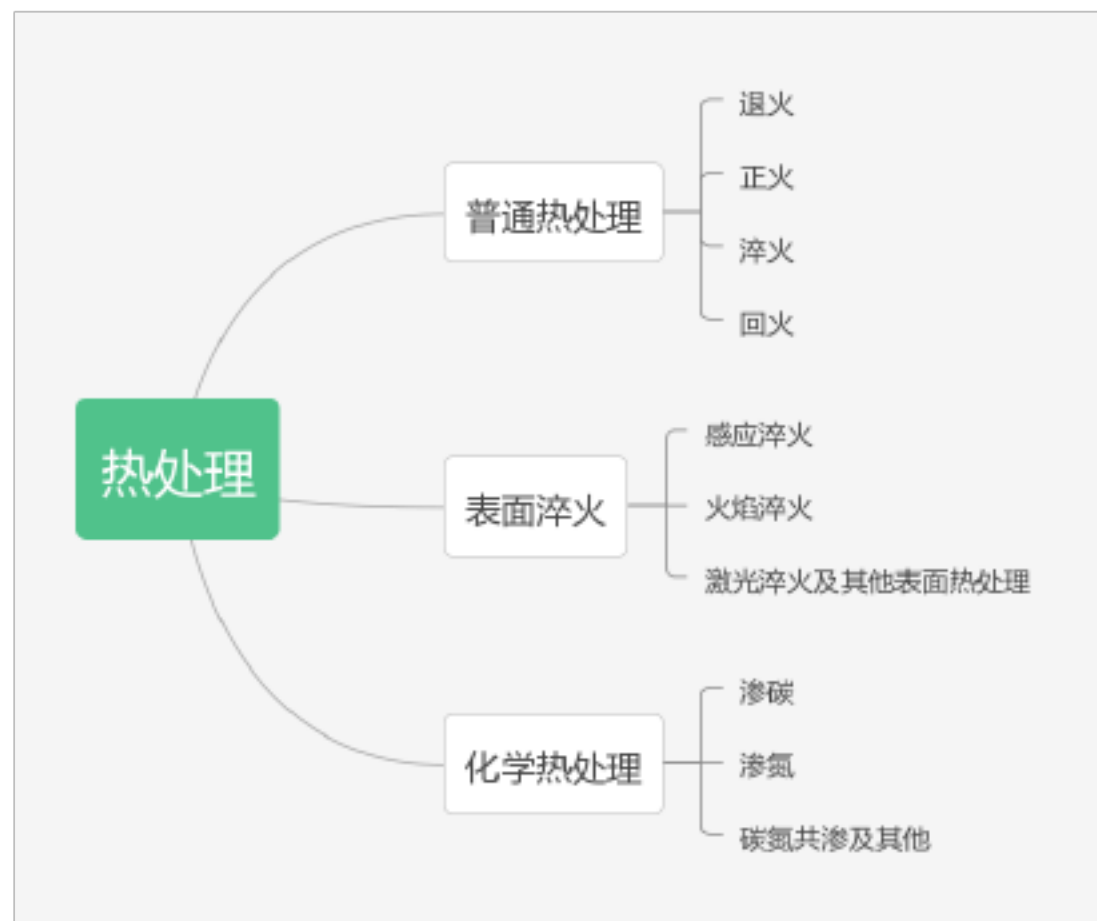 热处理
普通热处理
退火
正火
淬火
回火
表面淬火
感应淬火
火焰淬火
激光淬火及其他表面热处理
化学热处理
渗碳
渗氮
碳氮共渗及其他